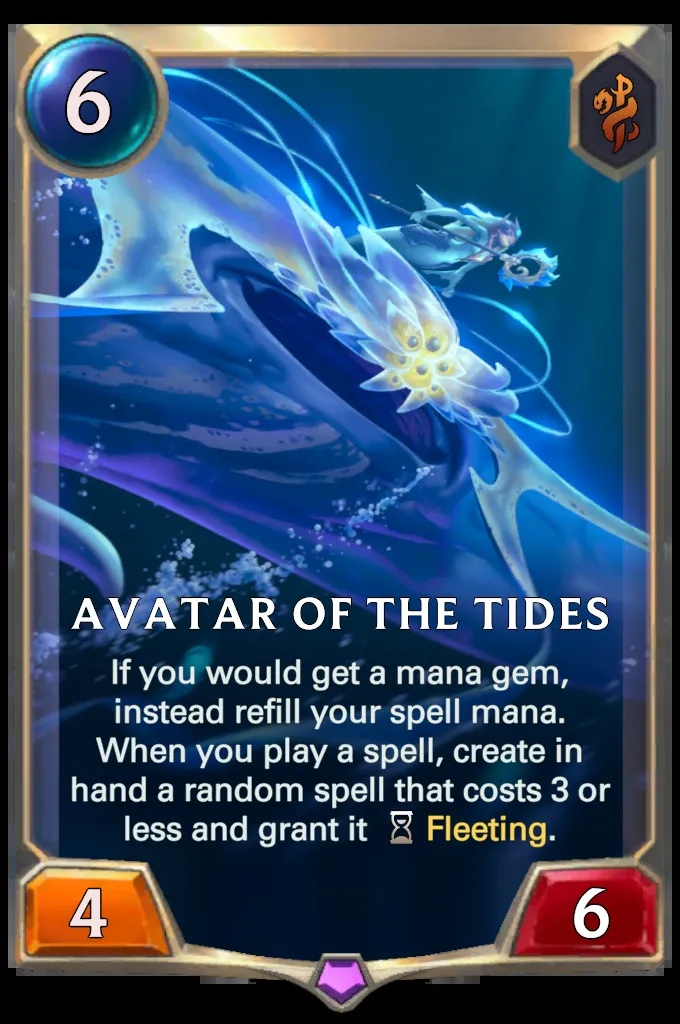 6
AVATAR OF THE TIDES
If you would get a mana gem,
instead refill your spell mana.
When you play a spell, create in
hand a random spell that costs 3 or
less and grant it Fleeting.
4
6